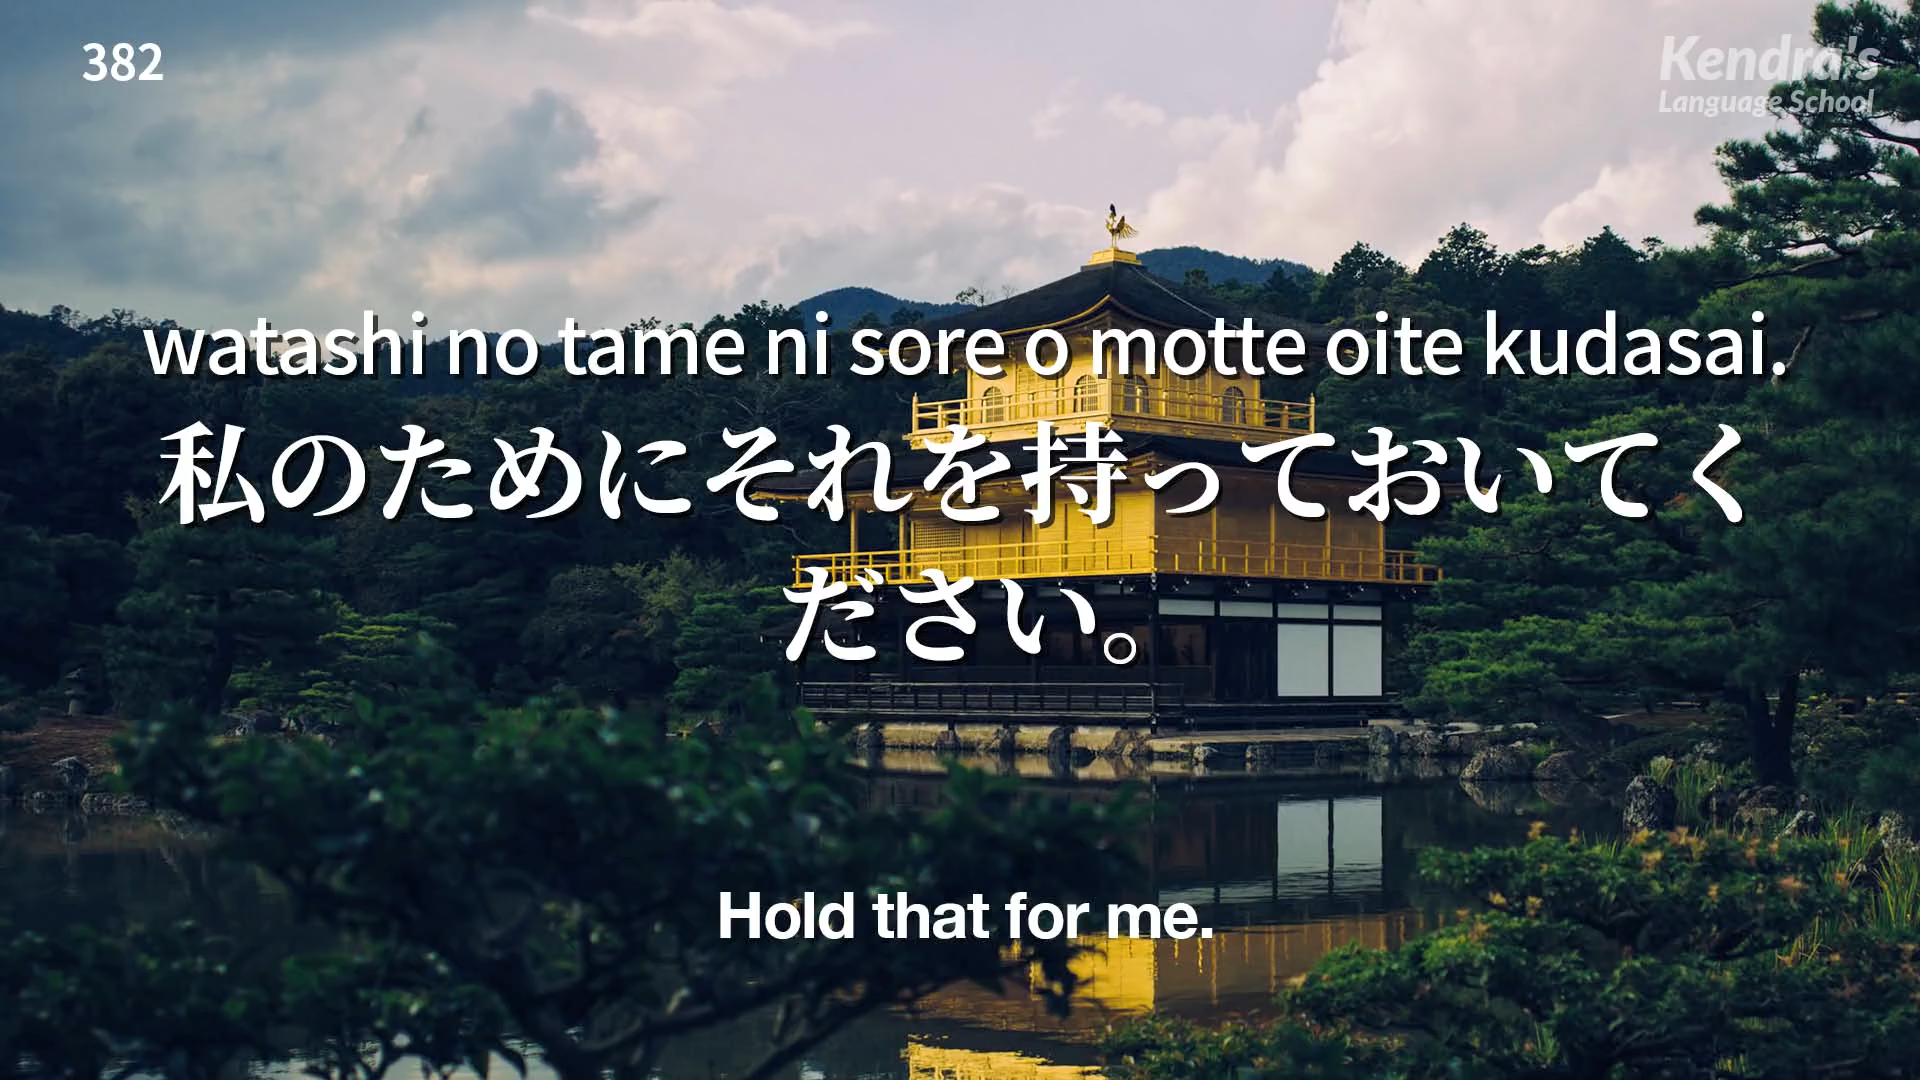 382
Kendra's
Language School
watashi no tame ni sore o motte oite kudasai.
私のためにそれを持っておいてく
ださい。
Hold that for me.